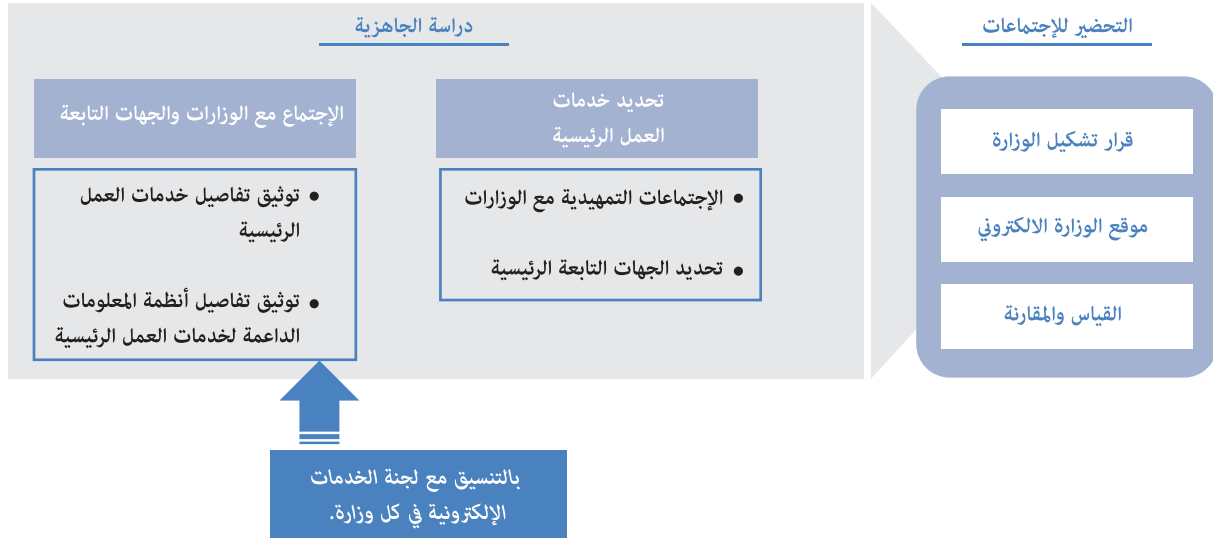 التحضير للإجتماعات
قرار تشكيل الوزارة
موقع الوزارة الالكتروني
القياس والمقارنة
دراسة الجاهزية
تحديد خدمات
العمل الرئيسية
● الإجتماعات التمهيدية مع الوزارات
● تحديد الجهات التابعة الرئيسية
الإجتماع مع الوزارات والجهات التابعة
● توثيق تفاصيل خدمات العمل
الرئيسية
● توثيق تفاصيل أنظمة المعلومات
الداعمة لخدمات العمل الرئيسية
بالتنسيق مع لجنة الخدمات
الإلكترونية في كل وزارة.